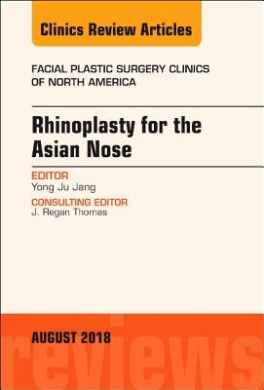 Clinics Review Articles
FACIAL PLASTIC SURGERY CLINICS
OF NORTH AMERICA
Rhinoplasty for the
Asian Nose
EDITOR
Yong Ju Jang
CONSULTING EDITOR
J. Regan Thomas
AUGUST 2018
reviews